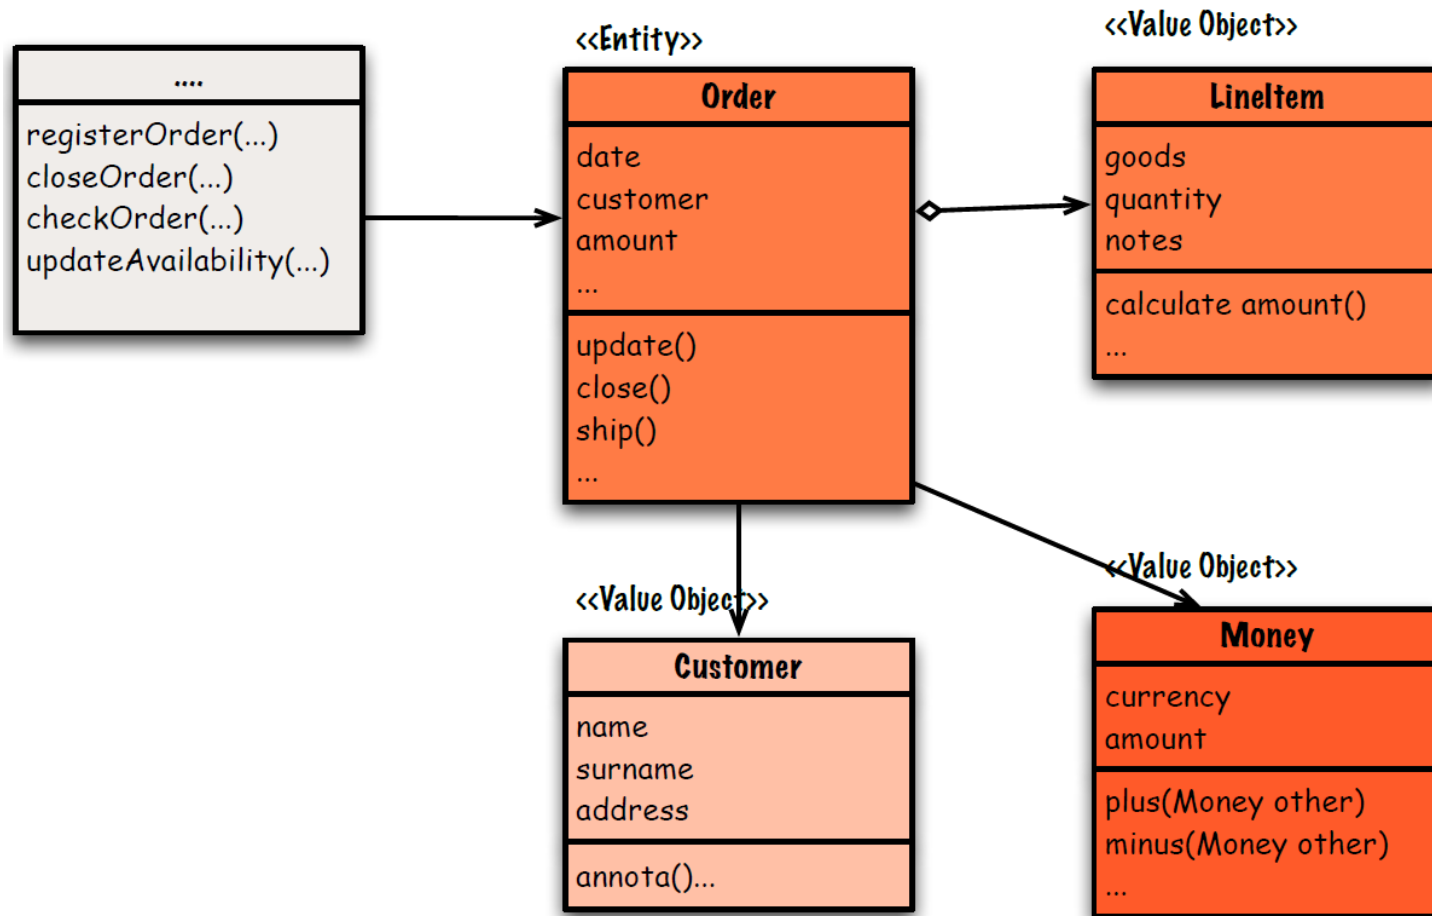 ....
registerOrder(...)
closeOrder(...)
checkOrder(...)
updateAvailability(...)
<<Entity>>
Order
date
customer
amount
...
update()
close()
ship()
...
<<Value Object>>
LineItem
goods
quantity
notes
calculate amount()
...
<<Value Object>>
Customer
name
surname
address
annota()...
<<Value Object>>
Money
currency
amount
plus(Money other)
minus(Money other)
...